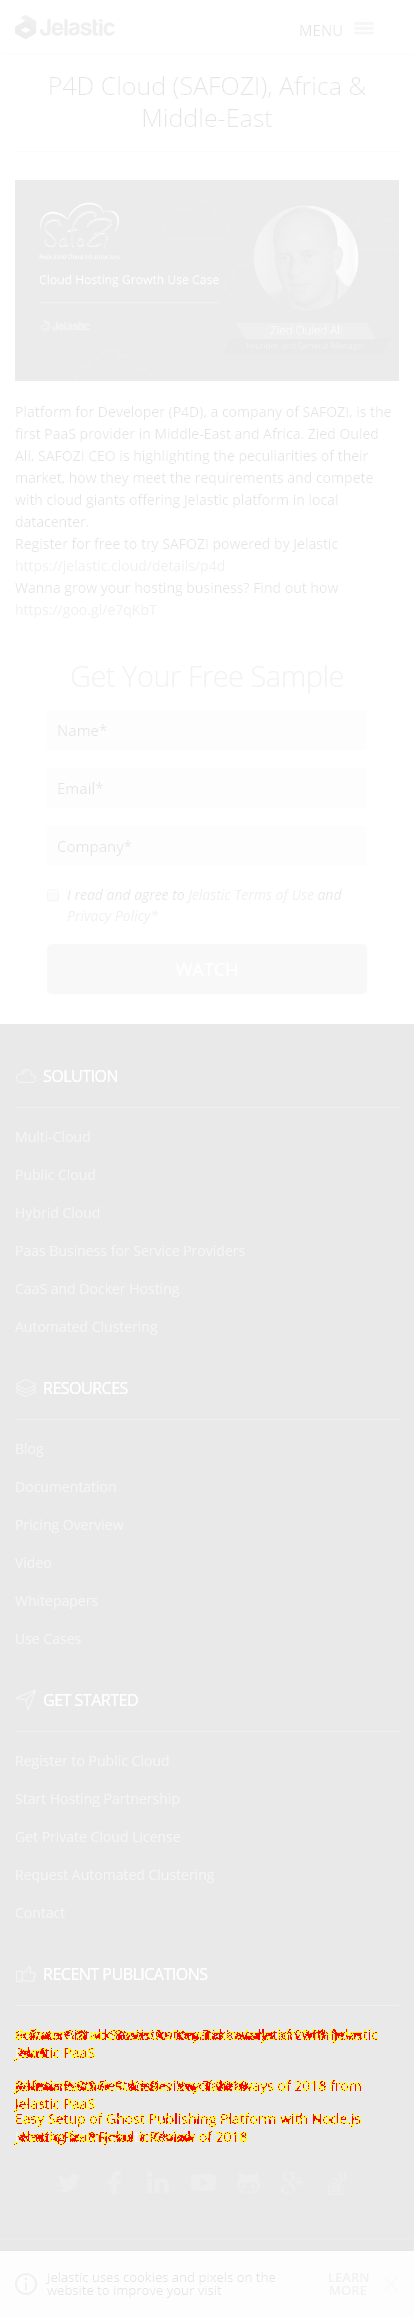 Jelastic
MENU
P4D Cloud (SAFOZI), Africa &
Middle-East
SafoZi
Cloud Hosting Growth Use Case
Jelastic
Zied Ouled Ali
Platform for Developer (P4D), a company of SAFOZI, is the
first PaaS provider in Middle-East and Africa. Zied Ouled
Ali, SAFOZI CEO is highlighting the peculiarities of their
market, how they meet the requirements and compete
with cloud giants offering Jelastic platform in local
datacenter.
Register for free to try SAFOZI powered by Jelastic
https://jelastic.cloud/details/p4d
Wanna grow your hosting business? Find out how
https://goo.gl/e7qKbT
Get Your Free Sample
Name*
Email*
Company*
I read and agree to Jelastic Terms of Use and
Privacy Policy*
WATCH
SOLUTION
Multi-Cloud
Public Cloud
Hybrid Cloud
Paas Business for Service Providers
CaaS and Docker Hosting
Automated Clustering
RESOURCES
Blog
Documentation
Pricing Overview
Video
Whitepapers
Use Cases
GET STARTED
Register to Public Cloud
Start Hosting Partnership
Get Private Cloud License
Request Automated Clustering
Contact
RECENT PUBLICATIONS
Jelastic
PaaS
of 2018 from
Jelastic PaaS
Easy Setup of Ghost Publishing Platform with Node.js
of 2018
Jelastic uses cookies and pixels on the
website to improve your visit
LEARN
MORE